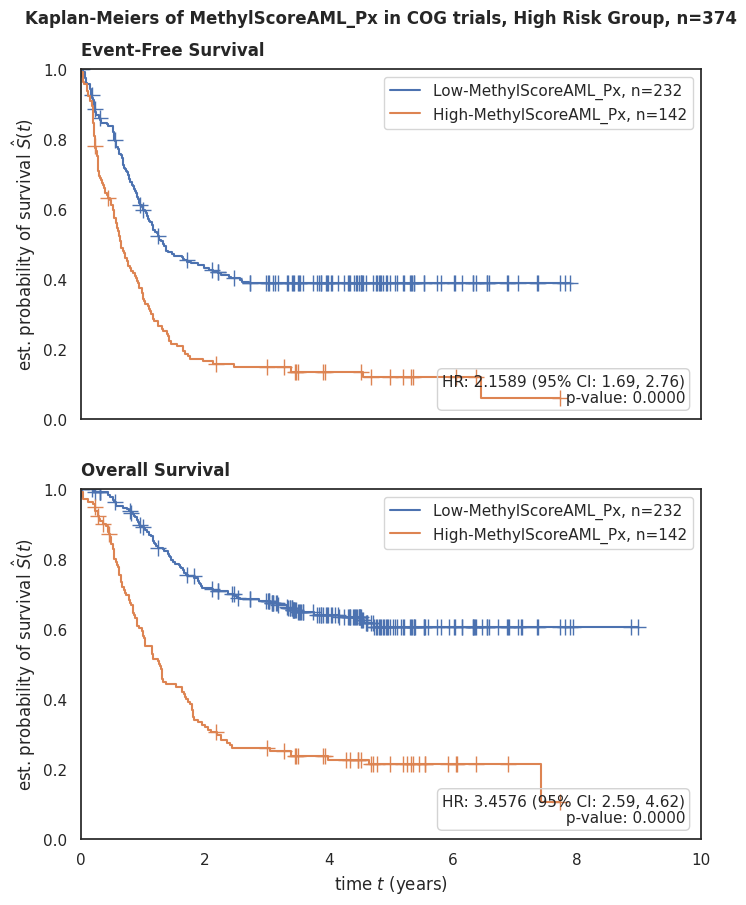 Kaplan-Meiers of MethylScoreAML_Px in COG trials, High Risk Group, n=374
Event-Free Survival
1.0
0.8
0.6
0.4
0.2
0.0
est. probability of survival Ŝ(t)
Low-MethylScoreAML_Px, n=232
High-MethylScoreAML_Px, n=142
HR: 2.1589 (95% CI: 1.69, 2.76)
p-value: 0.0000
Overall Survival
1.0
0.8
0.6
0.4
0.2
0.0
est. probability of survival Ŝ(t)
Low-MethylScoreAML_Px, n=232
High-MethylScoreAML_Px, n=142
HR: 3.4576 (95% CI: 2.59, 4.62)
p-value: 0.0000
0 2 4 6 8 10
time t (years)